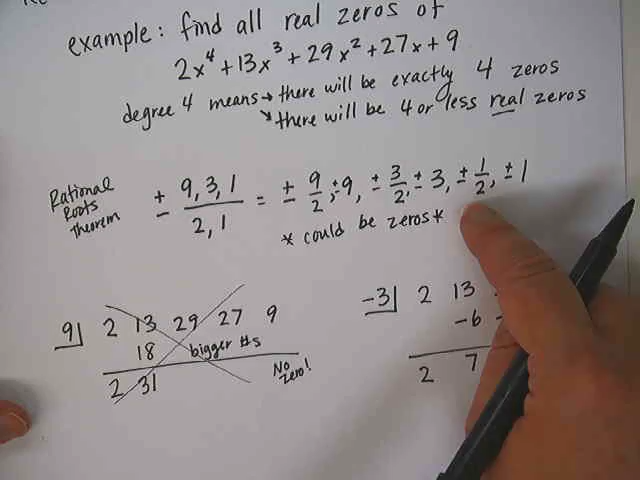 example: find all real zeros of
2x⁴ + 13x³ + 29x² + 27x + 9
degree 4 means → there will be exactly 4 zeros
↘ there will be 4 or less real zeros
Rational Roots Theorem ± 9, 3, 1 / 2, 1 = ± 9/2, ± 9, ± 3/2, ± 3, ± 1/2, ± 1
* could be zeros *
9| 2 13 29 27 9
18 bigger #s
2 31 No zero!
-3| 2 13
-6
2 7